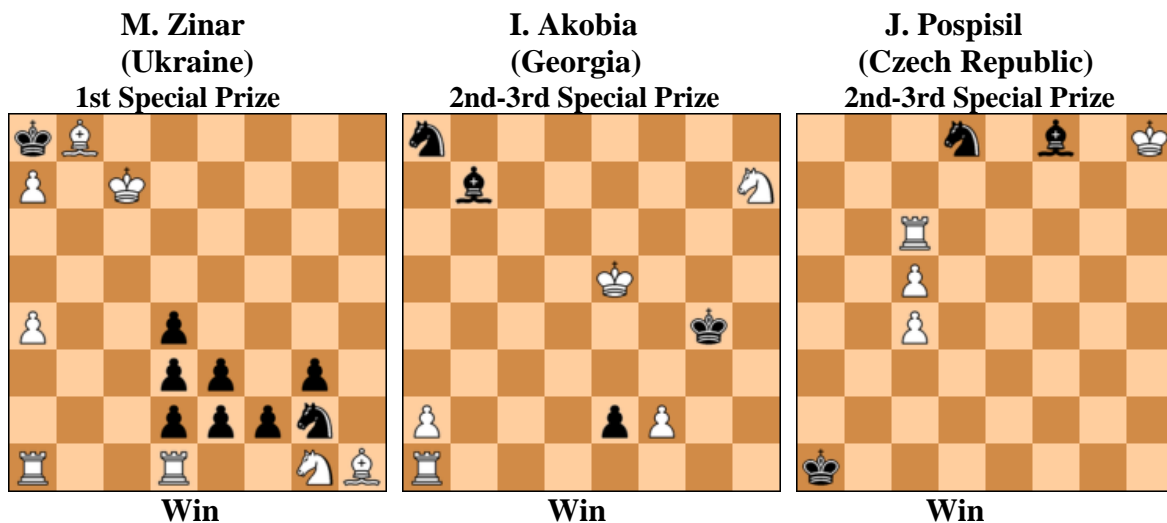 M. Zinar
(Ukraine)
1st Special Prize
Win
I. Akobia
(Georgia)
2nd-3rd Special Prize
Win
J. Pospisil
(Czech Republic)
2nd-3rd Special Prize
Win